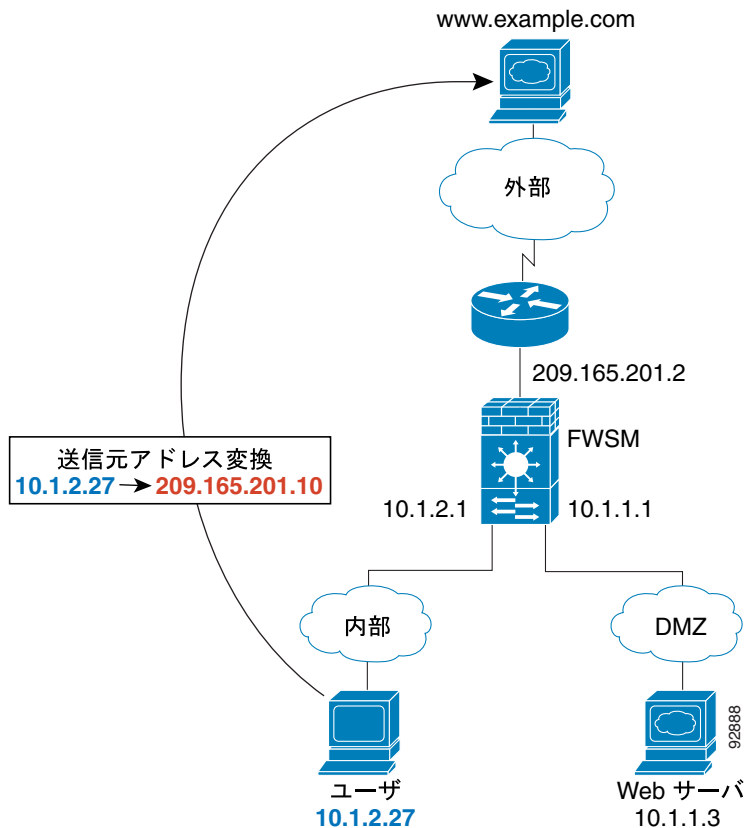 www.example.com
外部
209.165.201.2
FWSM
送信元アドレス変換
10.1.2.27 → 209.165.201.10
10.1.2.1
10.1.1.1
内部
DMZ
ユーザ
10.1.2.27
Web サーバ
10.1.1.3
92888